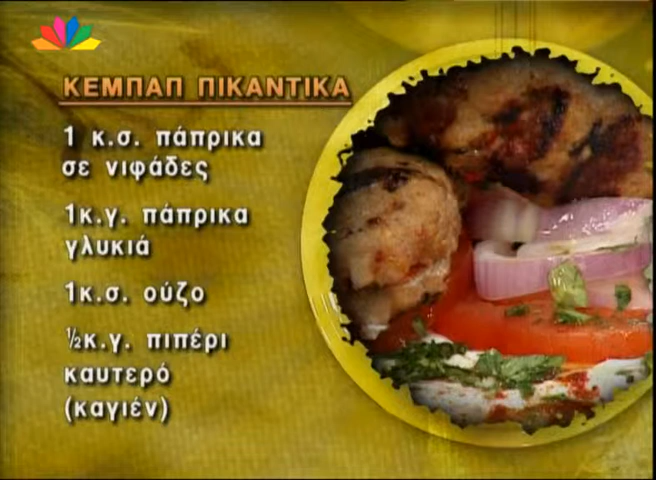 ΚΕΜΠΑΠ ΠΙΚΑΝΤΙΚΑ
1 κ.σ. πάπρικα
σε νιφάδες
1κ.γ. πάπρικα
γλυκιά
1κ.σ. ούζο
½κ.γ. πιπέρι
καυτερό
(καγιέν)